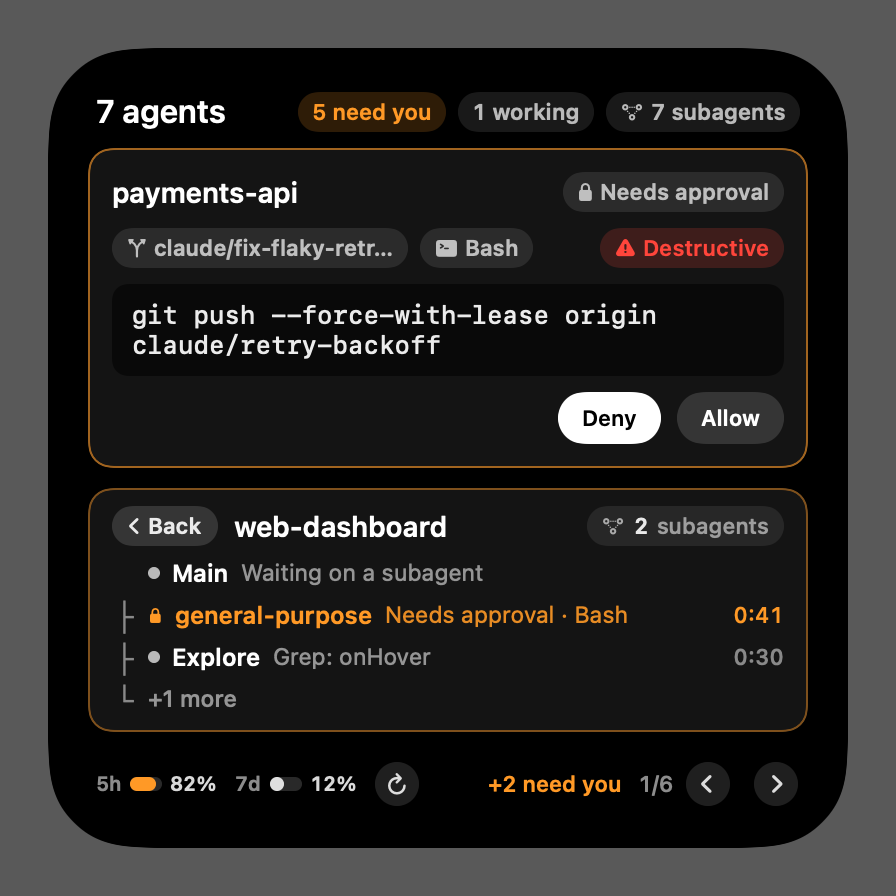 7 agents 5 need you 1 working 7 subagents
payments-api Needs approval
claude/fix-flaky-retr... Bash Destructive
git push --force-with-lease origin
claude/retry-backoff
Deny Allow
Back web-dashboard 2 subagents
Main Waiting on a subagent
general-purpose Needs approval · Bash 0:41
Explore Grep: onHover 0:30
+1 more
5h 82% 7d 12% +2 need you 1/6